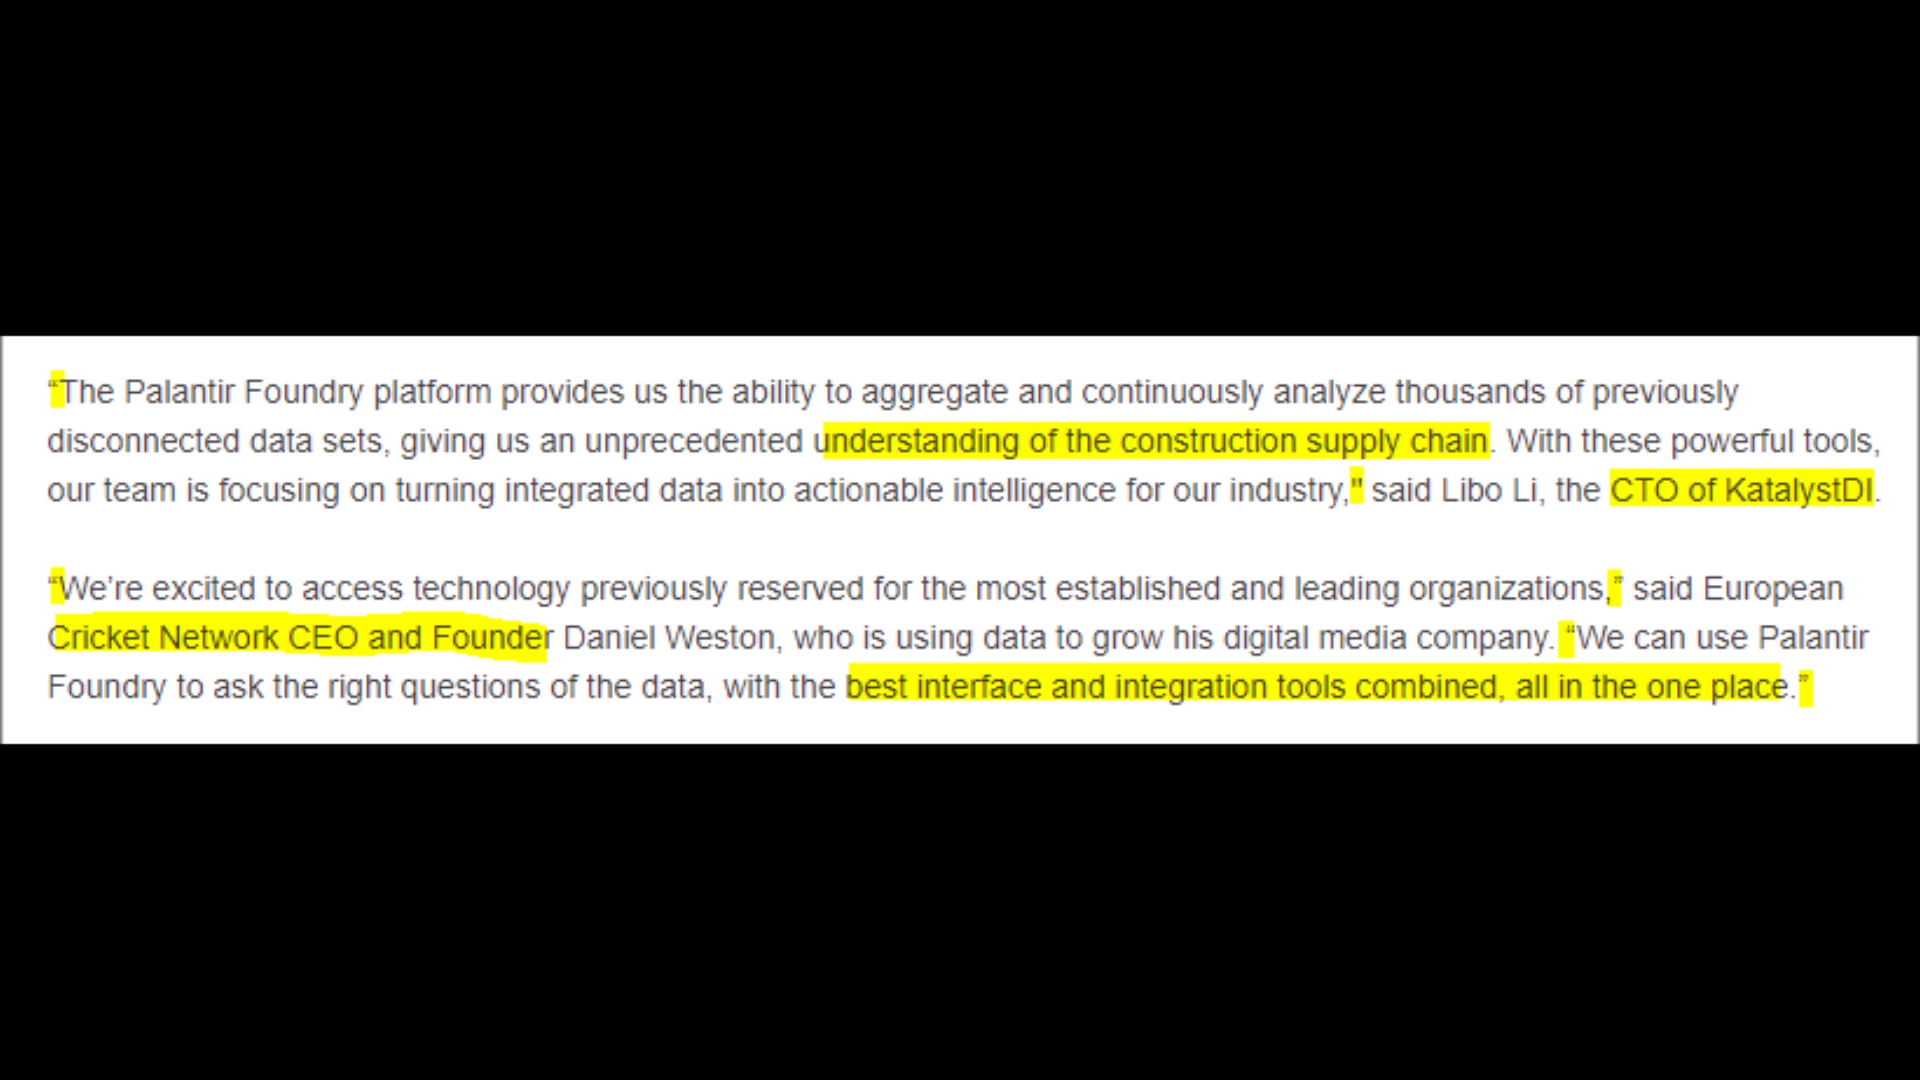 “The Palantir Foundry platform provides us the ability to aggregate and continuously analyze thousands of previously
disconnected data sets, giving us an unprecedented understanding of the construction supply chain. With these powerful tools,
our team is focusing on turning integrated data into actionable intelligence for our industry," said Libo Li, the CTO of KatalystDI.
“We’re excited to access technology previously reserved for the most established and leading organizations,” said European
Cricket Network CEO and Founder Daniel Weston, who is using data to grow his digital media company. “We can use Palantir
Foundry to ask the right questions of the data, with the best interface and integration tools combined, all in the one place.”